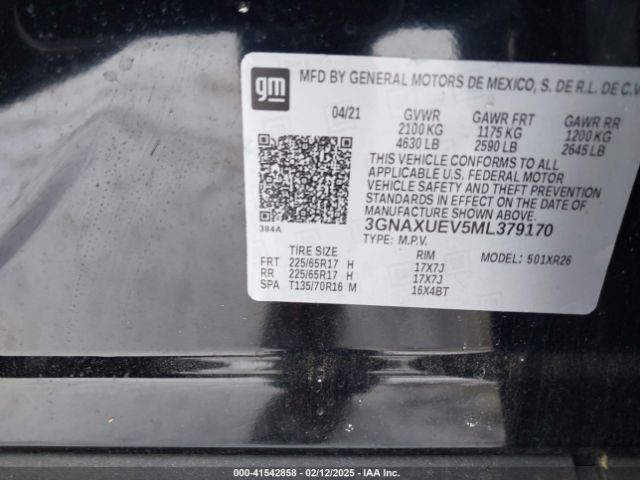 gm
MFD BY GENERAL MOTORS DE MEXICO, S. DE R.L. DE C.V
04/21 GVWR GAWR FRT GAWR RR
2100 KG 1175 KG 1200 KG
4630 LB 2590 LB 2645 LB
THIS VEHICLE CONFORMS TO ALL
APPLICABLE U.S. FEDERAL MOTOR
VEHICLE SAFETY AND THEFT PREVENTION
STANDARDS IN EFFECT ON THE DATE OF
MANUFACTURE SHOWN ABOVE.
384A 3GNAXUEV5ML379170
TYPE: M.P.V. MODEL: 501XR26
TIRE SIZE RIM
FRT 225/65R17 H 17X7J
RR 225/65R17 H 17X7J
SPA T135/70R16 M 16X4BT
000-41542858 - 02/12/2025 - IAA Inc.